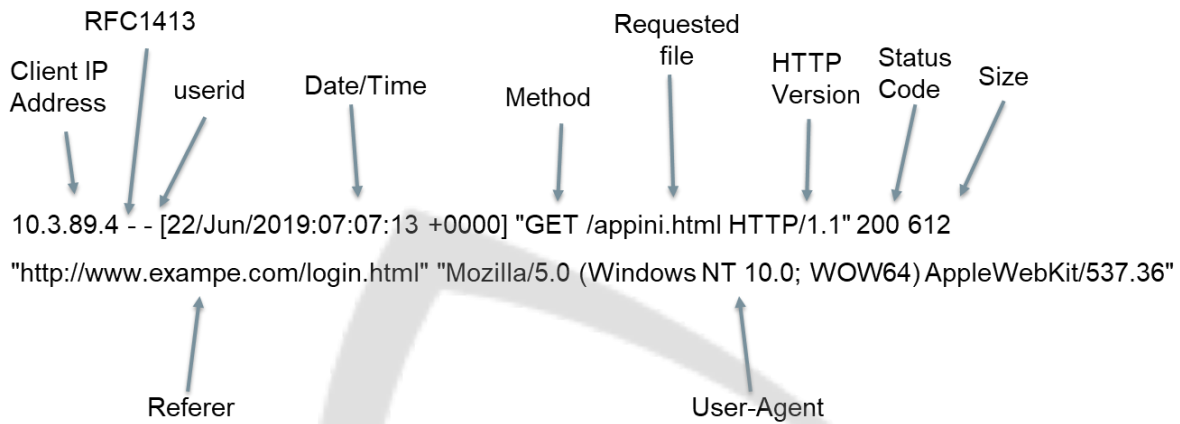 RFC1413
Client IP
Address
userid
Date/Time
Method
Requested
file
HTTP
Version
Status
Code
Size
10.3.89.4 - - [22/Jun/2019:07:07:13 +0000] "GET /appini.html HTTP/1.1" 200 612
"http://www.exampe.com/login.html" "Mozilla/5.0 (Windows NT 10.0; WOW64) AppleWebKit/537.36"
Referer
User-Agent